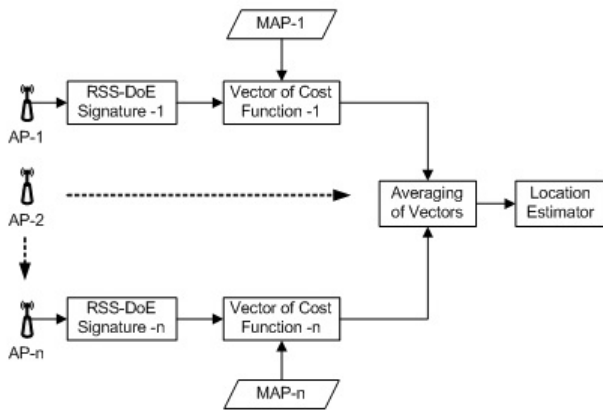 MAP-1
RSS-DoE
Signature -1
Vector of Cost
Function -1
AP-1
AP-2
Averaging
of Vectors
Location
Estimator
RSS-DoE
Signature -n
Vector of Cost
Function -n
AP-n
MAP-n